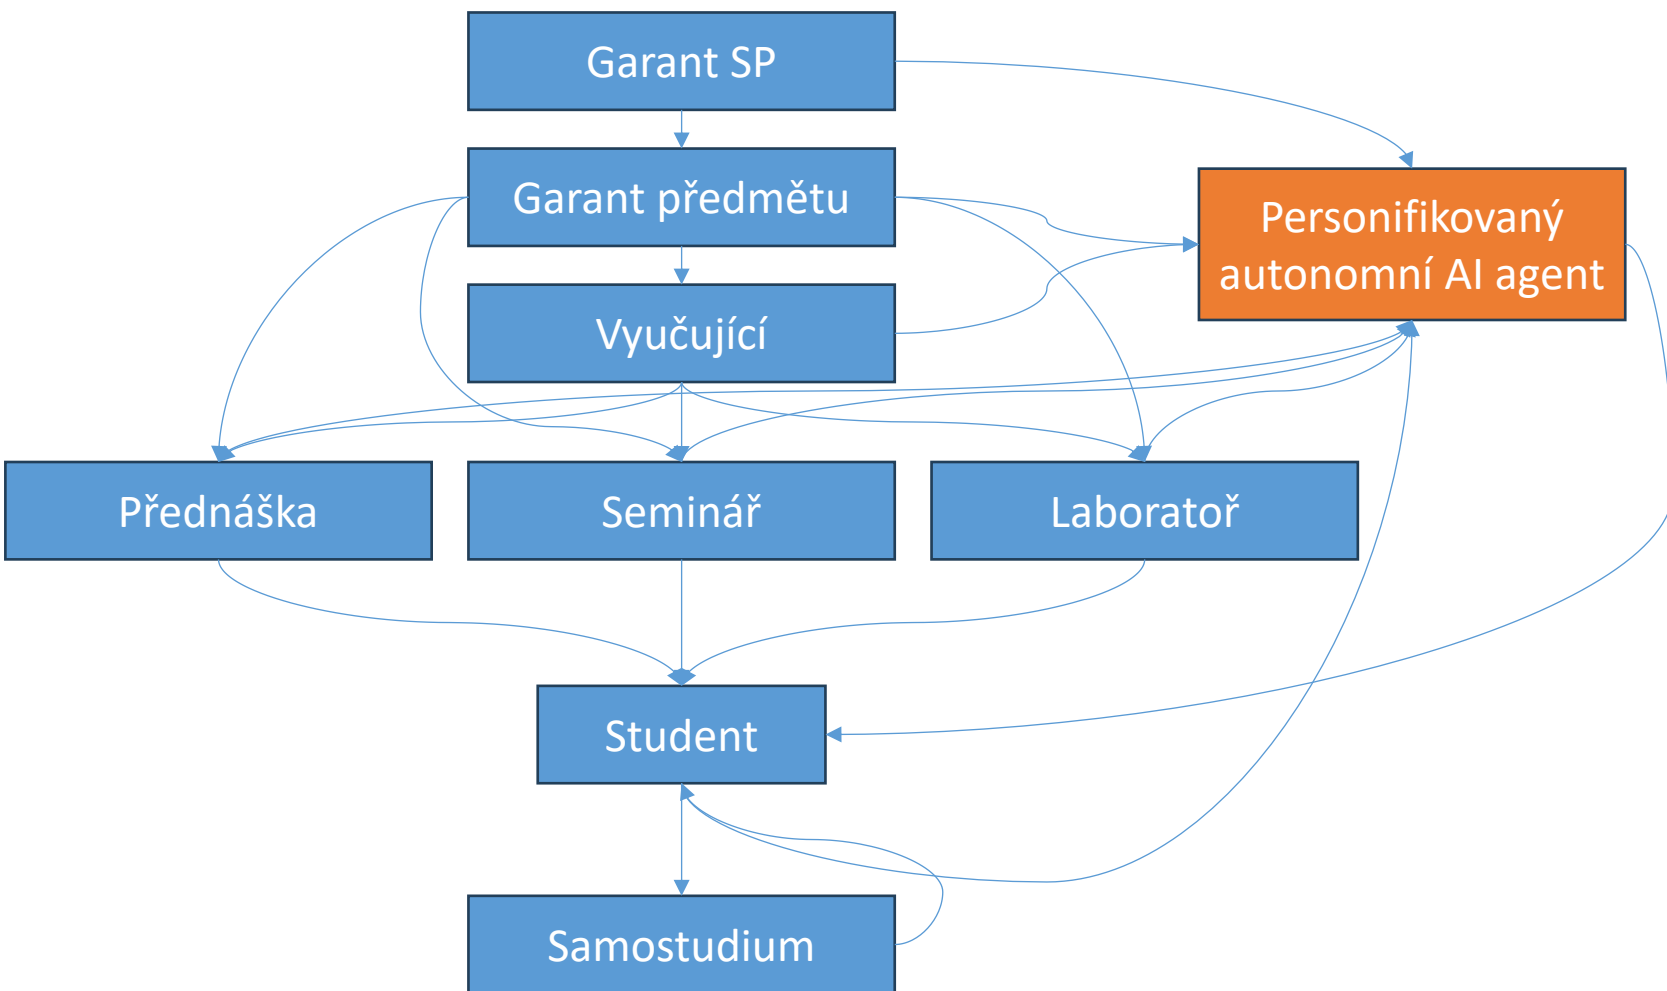 Garant SP
Garant předmětu
Personifikovaný
autonomní AI agent
Vyučující
Přednáška
Seminář
Laboratoř
Student
Samostudium